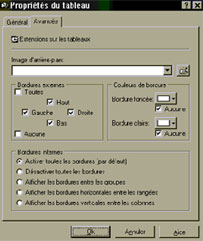 Propriétés du tableau
Général Avancés
Extensions sur les tableaux
Image d'arrière-plan:
Bordures externes
Couleurs de bordure
Toutes
Haut
Gauche
Droite
Bas
Aucune
Bordure foncée:
Aucune
Bordure claire:
Aucune
Bordures internes
Activer toutes les bordures (par défaut)
Désactiver toutes les bordures
Afficher les bordures entre les groupes
Afficher les bordures horizontales entre les rangées
Afficher les bordures verticales entre les colonnes
Ok Annuler Aide